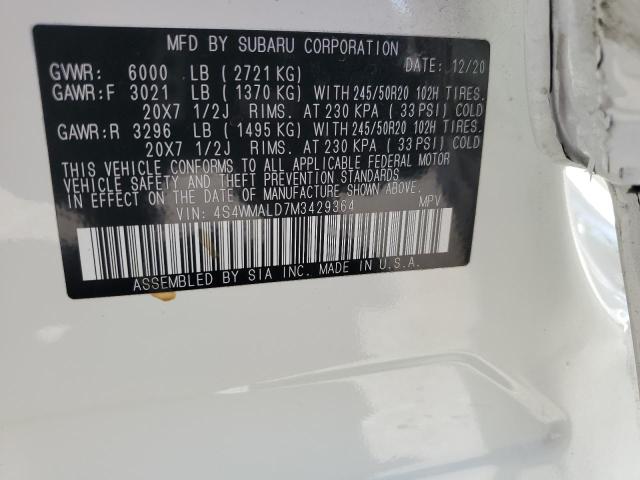 MFD BY SUBARU CORPORATION
GVWR: 6000 LB (2721 KG) DATE: 12/20
GAWR:F 3021 LB (1370 KG) WITH 245/50R20 102H TIRES.
20X7 1/2J RIMS. AT 230 KPA (33 PSI) COLD
GAWR:R 3296 LB (1495 KG) WITH 245/50R20 102H TIRES.
20X7 1/2J RIMS. AT 230 KPA (33 PSI) COLD
THIS VEHICLE CONFORMS TO ALL APPLICABLE FEDERAL MOTOR
VEHICLE SAFETY AND THEFT PREVENTION STANDARDS
IN EFFECT ON THE DATE OF MANUFACTURE SHOWN ABOVE.
VIN: 4S4WMALD7M3429364 MPV
ASSEMBLED BY SIA INC. MADE IN U.S.A.